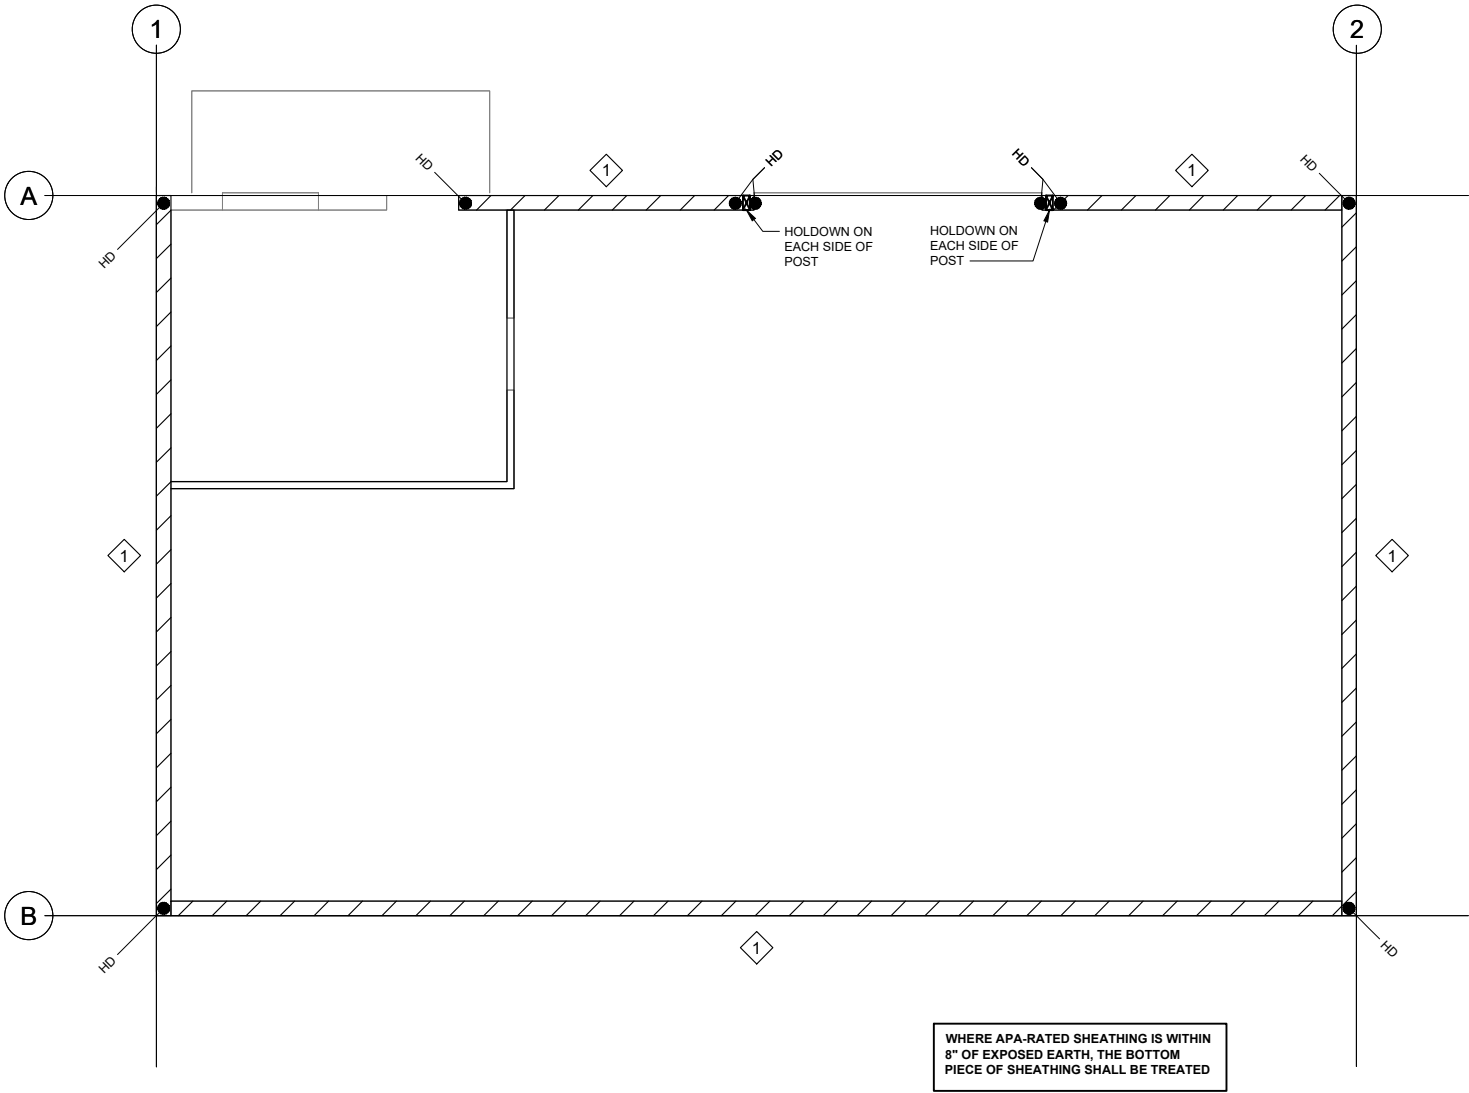 1
2
A
HD
1
HD
HD
1
HD
HOLDOWN ON
EACH SIDE OF
POST
HOLDOWN ON
EACH SIDE OF
POST
HD
1
1
B
HD
1
HD
WHERE APA-RATED SHEATHING IS WITHIN
8" OF EXPOSED EARTH, THE BOTTOM
PIECE OF SHEATHING SHALL BE TREATED